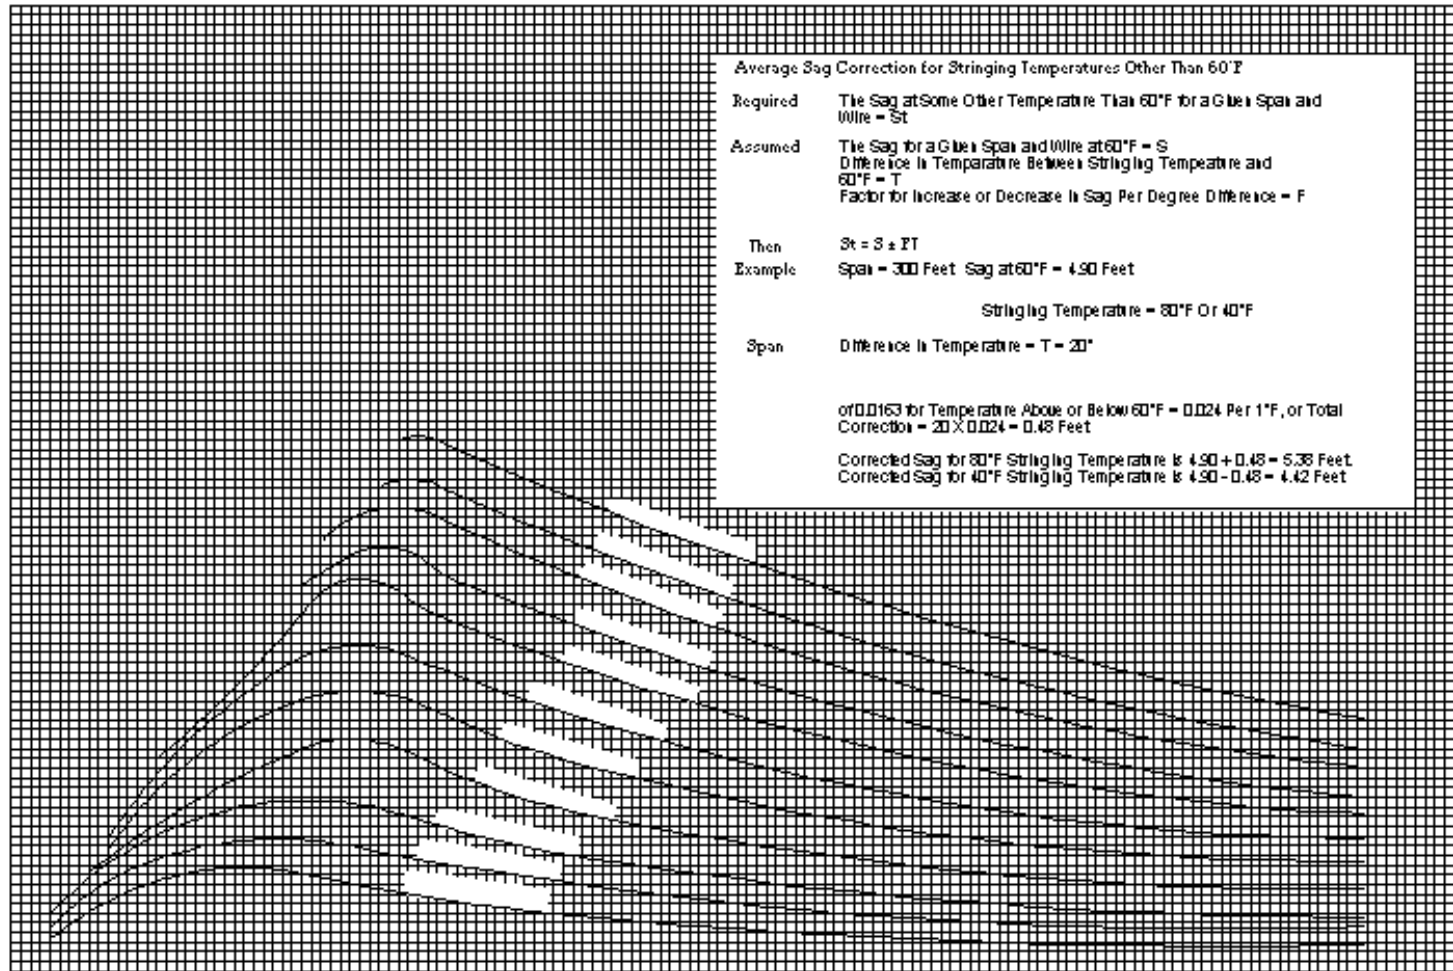 Average Sag Correction for Stringing Temperatures Other Than 60°F
Required The Sag at Some Other Temperature Than 60°F for a Given Span and
Wire = St
Assumed The Sag for a Given Span and Wire at 60°F = S
Difference in Temparature Between Stringing Tempeature and
60°F = T
Factor for Increase or Decrease in Sag Per Degree Difference = F
Then St = S ± FT
Example Span = 300 Feet Sag at 60°F = 4.90 Feet
Stringing Temperature = 80°F Or 40°F
Span Difference in Temperature = T = 20°
of 0.0163 for Temperature Above or Below 60°F = 0.024 Per 1°F, or Total
Correction = 20 X 0.024 = 0.48 Feet
Corrected Sag for 80°F Stringing Temperature is 4.90 + 0.48 = 5.38 Feet.
Corrected Sag for 40°F Stringing Temperature is 4.90 - 0.48 = 4.42 Feet